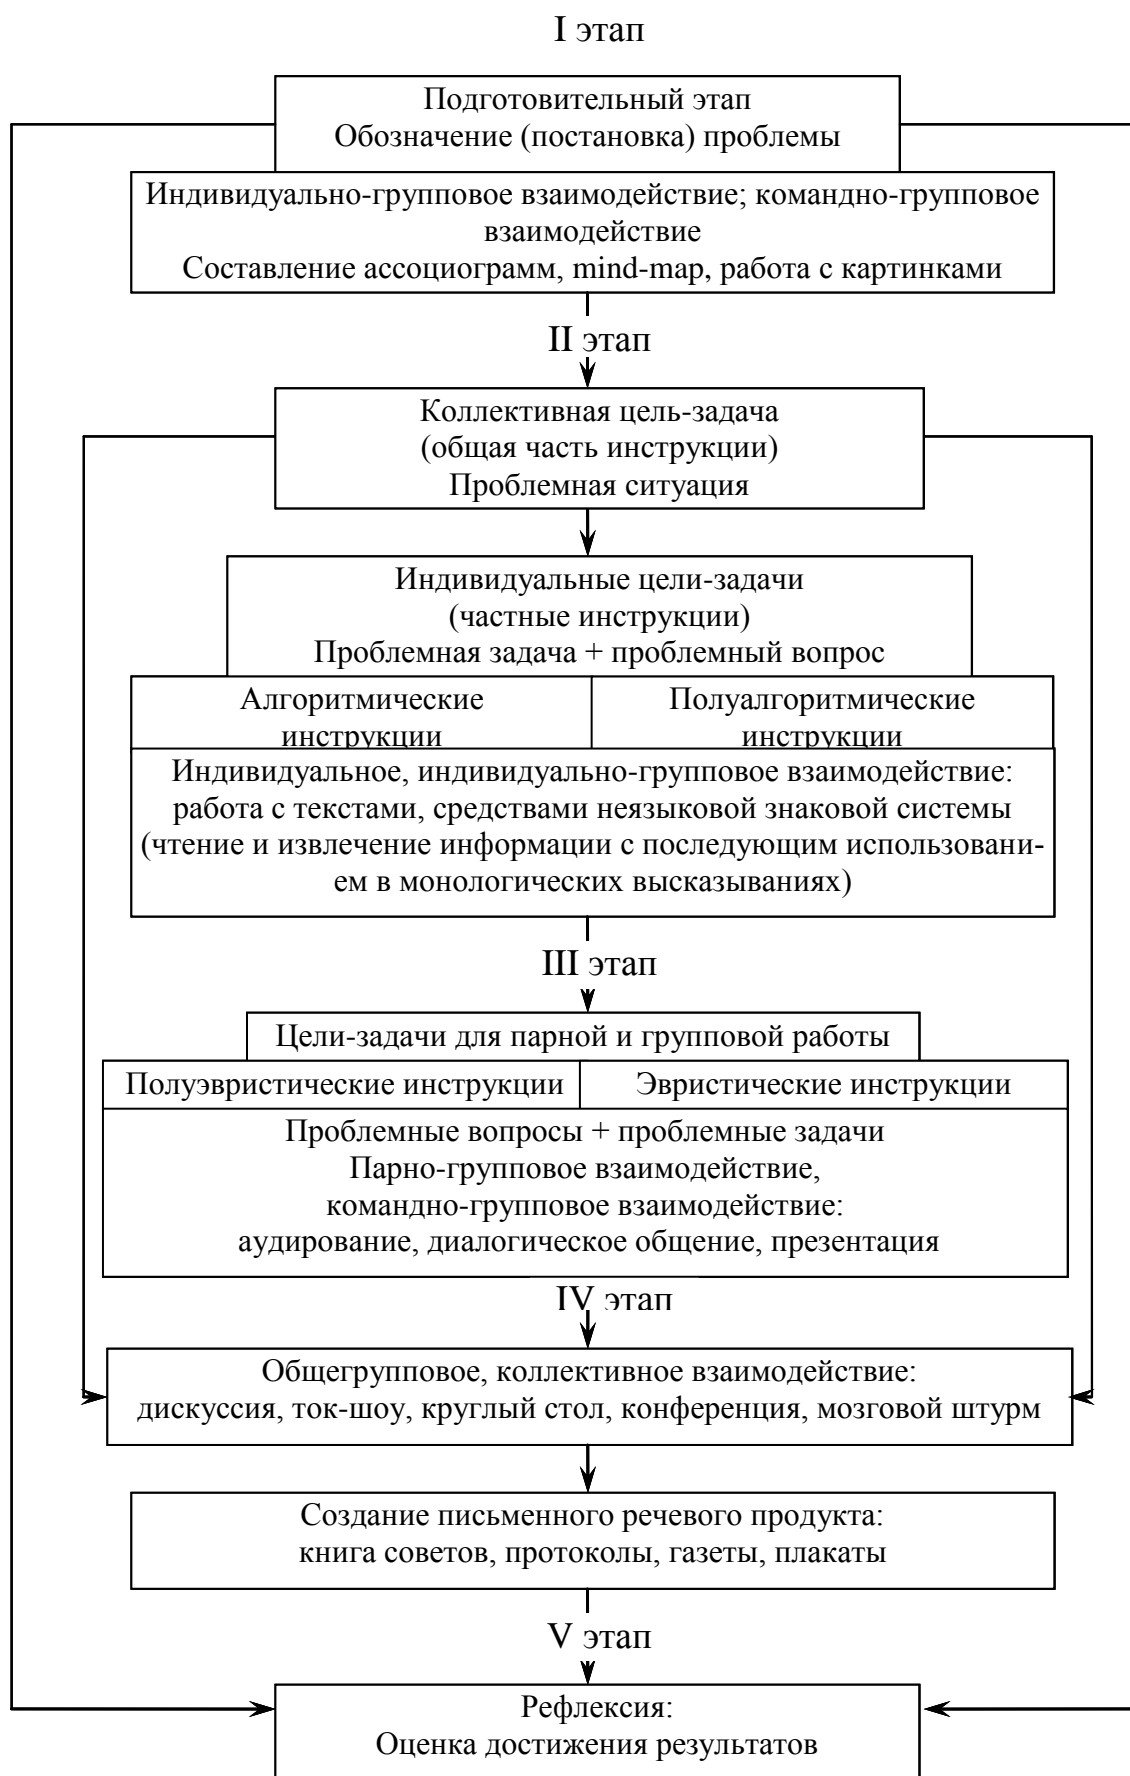 I этап
Подготовительный этап
Обозначение (постановка) проблемы
Индивидуально-групповое взаимодействие; командно-групповое
взаимодействие
Составление ассоциограмм, mind-map, работа с картинками
II этап
Коллективная цель-задача
(общая часть инструкции)
Проблемная ситуация
Индивидуальные цели-задачи
(частные инструкции)
Проблемная задача + проблемный вопрос
Алгоритмические
инструкции
Полуалгоритмические
инструкции
Индивидуальное, индивидуально-групповое взаимодействие:
работа с текстами, средствами неязыковой знаковой системы
(чтение и извлечение информации с последующим использовани-
ем в монологических высказываниях)
III этап
Цели-задачи для парной и групповой работы
Полуэвристические инструкции
Эвристические инструкции
Проблемные вопросы + проблемные задачи
Парно-групповое взаимодействие,
командно-групповое взаимодействие:
аудирование, диалогическое общение, презентация
IV этап
Общегрупповое, коллективное взаимодействие:
дискуссия, ток-шоу, круглый стол, конференция, мозговой штурм
Создание письменного речевого продукта:
книга советов, протоколы, газеты, плакаты
V этап
Рефлексия:
Оценка достижения результатов